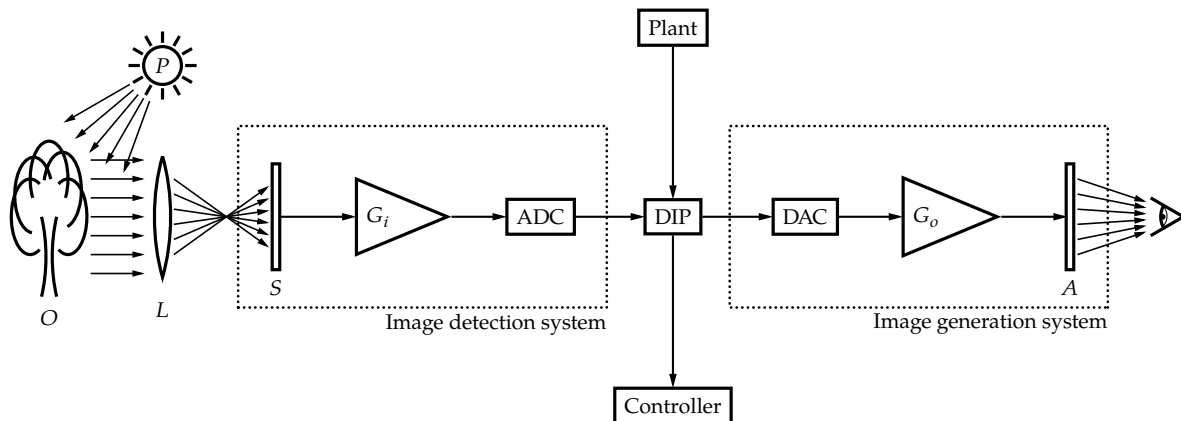 Plant
P
G_i
ADC
DIP
DAC
G_o
S
A
L
O
Image detection system
Image generation system
Controller